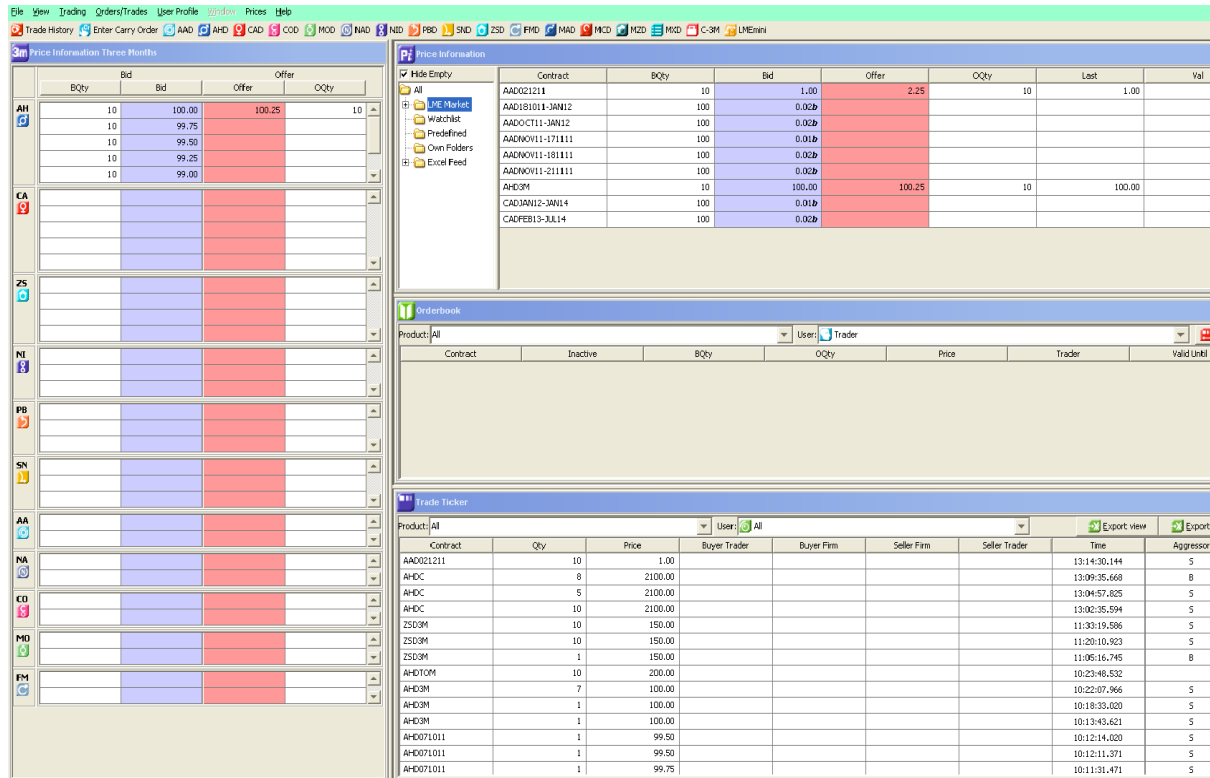 File View Trading Orders/Trades User Profile Window Prices Help
Trade History Enter Carry Order AAD AHD CAD COD MOD NAD NID PBD SND ZSD FMD MAD MCD MZD MXD C-3M LMEmini
3m Price Information Three Months
Bid Offer
BQty Bid Offer OQty
AH
10 100.00 100.25 10
10 99.75
10 99.50
10 99.25
10 99.00
CA
ZS
NI
PB
SN
AA
NA
CO
MO
FM
Pi Price Information
Hide Empty
All
LME Market
Watchlist
Predefined
Own Folders
Excel Feed
Contract BQty Bid Offer OQty Last Val
AAD021211 10 1.00 2.25 10 1.00
AAD181011-JAN12 100 0.02b
AADOCT11-JAN12 100 0.02b
AADNOV11-171111 100 0.01b
AADNOV11-181111 100 0.02b
AADNOV11-211111 100 0.02b
AHD3M 10 100.00 100.25 10 100.00
CADJAN12-JAN14 100 0.01b
CADFEB13-JUL14 100 0.02b
Orderbook
Product: All User: Trader
Contract Inactive BQty OQty Price Trader Valid Until
Trade Ticker
Product: All User: All Export view Export
Contract Qty Price Buyer Trader Buyer Firm Seller Firm Seller Trader Time Aggressor
AAD021211 10 1.00 13:14:30.144 S
AHDC 8 2100.00 13:09:35.668 B
AHDC 5 2100.00 13:04:57.825 S
AHDC 10 2100.00 13:02:35.594 S
ZSD3M 10 150.00 11:33:19.586 S
ZSD3M 10 150.00 11:20:10.923 S
ZSD3M 1 150.00 11:05:16.745 B
AHDTOM 10 200.00 10:23:48.532
AHD3M 7 100.00 10:22:07.966 S
AHD3M 1 100.00 10:18:33.020 S
AHD3M 1 100.00 10:13:43.621 S
AHD071011 1 99.50 10:12:14.020 S
AHD071011 1 99.50 10:12:11.371 S
AHD071011 1 99.75 10:11:31.471 S